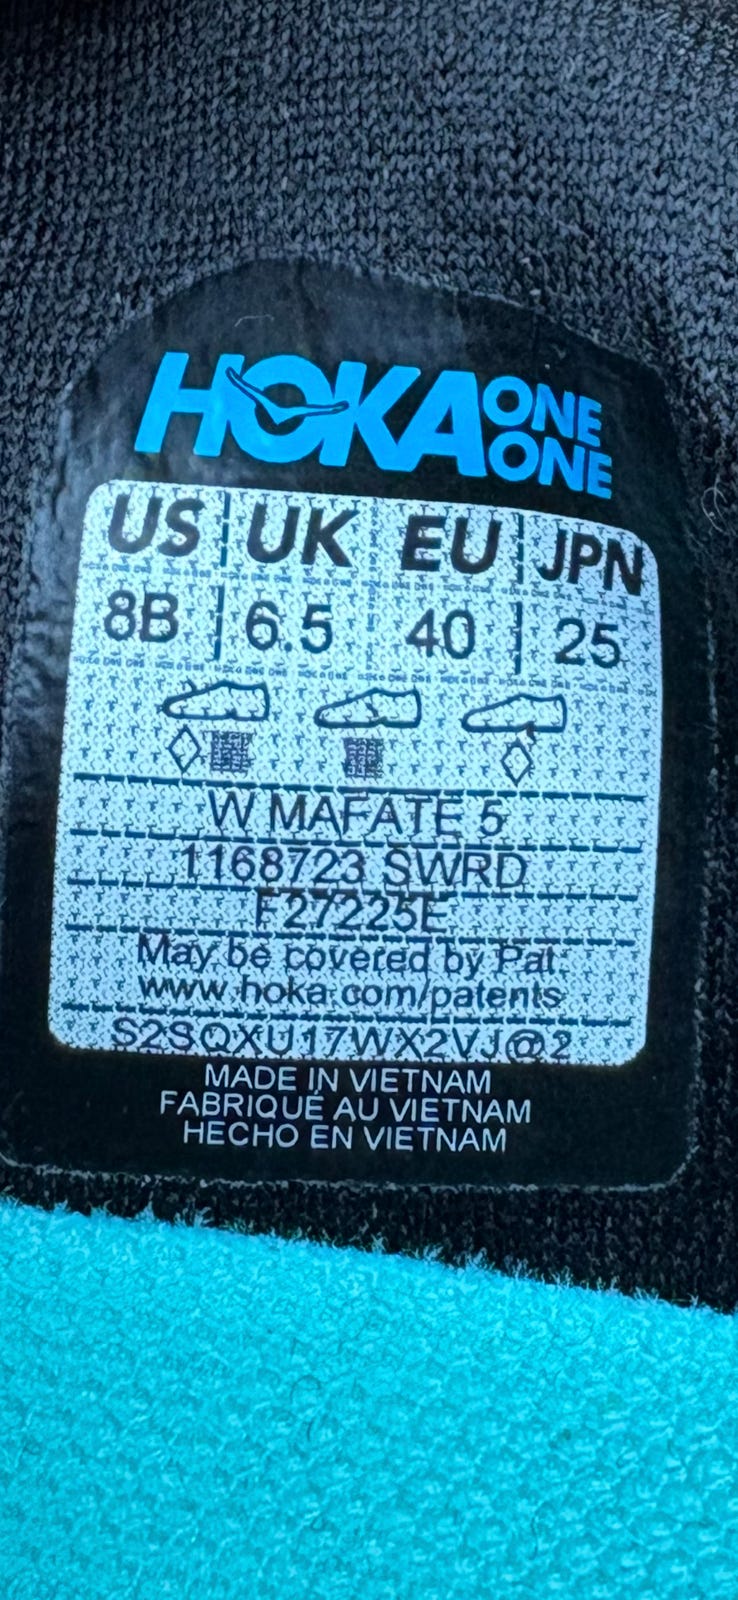 HOKA ONE ONE
US UK EU JPN
8B 6.5 40 25
W MAFATE 5
1168723 SWRD
F27225E
May be covered by Pat:
www.hoka.com/patents
S2SQXU17WX2VJ@2
MADE IN VIETNAM
FABRIQUÉ AU VIETNAM
HECHO EN VIETNAM